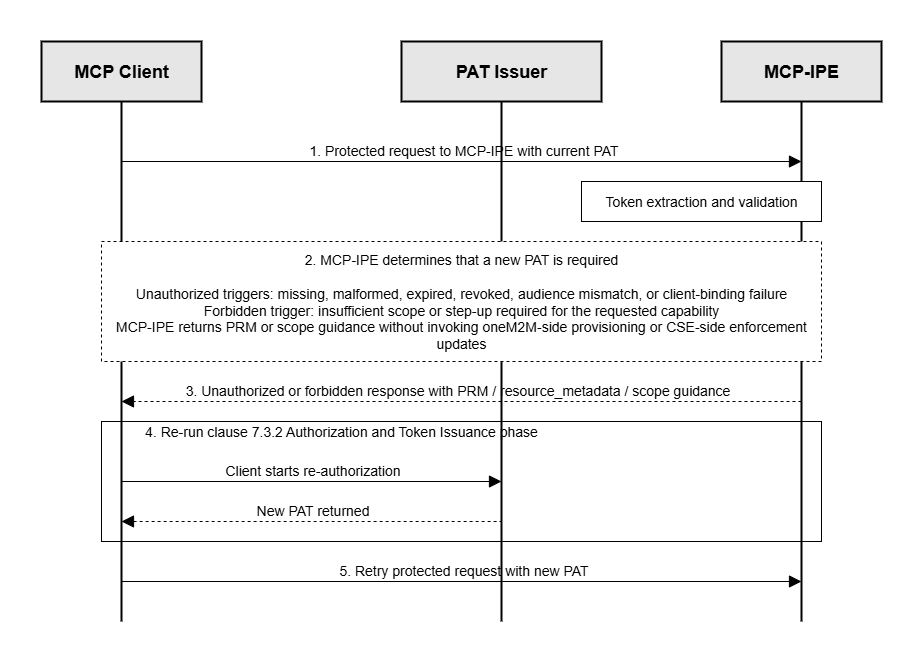 MCP Client
PAT Issuer
MCP-IPE
1. Protected request to MCP-IPE with current PAT
Token extraction and validation
2. MCP-IPE determines that a new PAT is required
Unauthorized triggers: missing, malformed, expired, revoked, audience mismatch, or client-binding failure
Forbidden trigger: insufficient scope or step-up required for the requested capability
MCP-IPE returns PRM or scope guidance without invoking oneM2M-side provisioning or CSE-side enforcement
updates
3. Unauthorized or forbidden response with PRM / resource_metadata / scope guidance
4. Re-run clause 7.3.2 Authorization and Token Issuance phase
Client starts re-authorization
New PAT returned
5. Retry protected request with new PAT